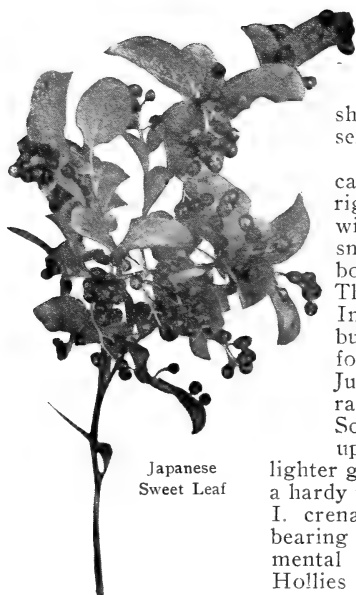 sh
se
ca
rig
wi
sn
bo
Th
In
bu
fo
Ju
ra
So
up
lighter g
a hardy
I. crena
bearing
mental
Hollies
Japanese
Sweet Leaf